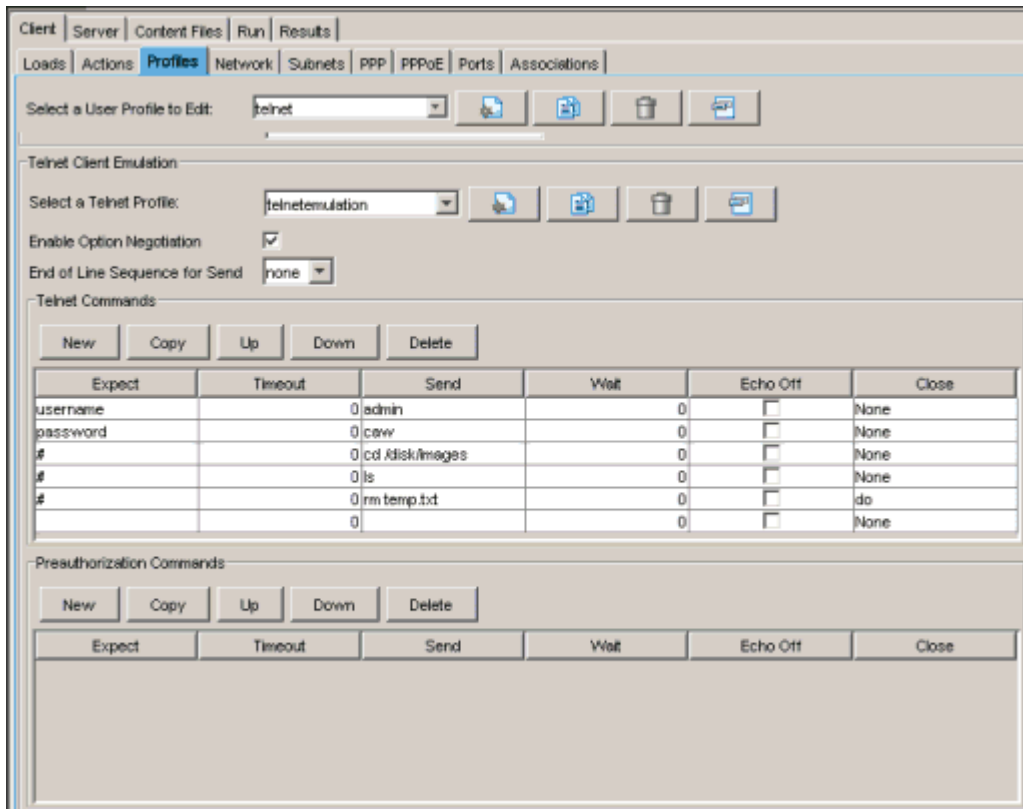 Client Server Content Files Run Results
Loads Actions Profiles Network Subnets PPP PPPoE Ports Associations
Select a User Profile to Edit: telnet
Telnet Client Emulation
Select a Telnet Profile: telnetemulation
Enable Option Negotiation
End of Line Sequence for Send none
Telnet Commands
New Copy Up Down Delete
Expect Timeout Send Wait Echo Off Close
username 0 admin 0 None
password 0 caw 0 None
# 0 cd /disk/images 0 None
# 0 ls 0 None
# 0 rm temp.txt 0 do
0 0 None
Preauthorization Commands
New Copy Up Down Delete
Expect Timeout Send Wait Echo Off Close